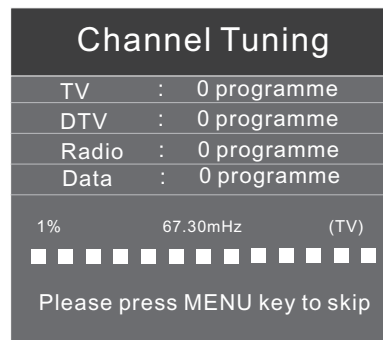 Channel Tuning
TV : 0 programme
DTV : 0 programme
Radio : 0 programme
Data : 0 programme
1% 67.30mHz (TV)
Please press MENU key to skip